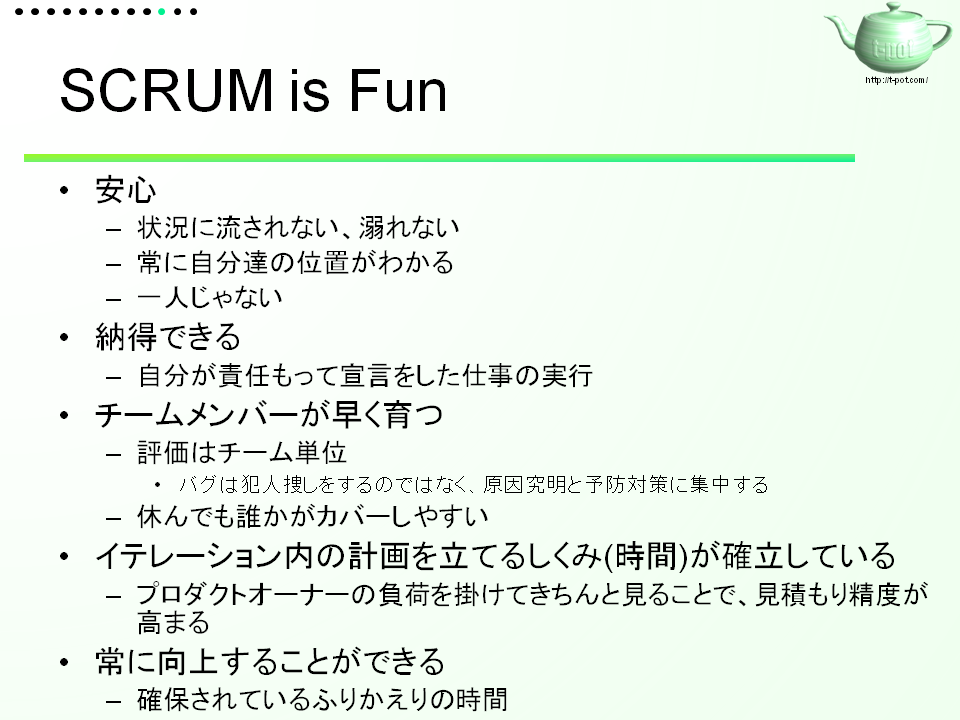 t-pot
http://t-pot.com/
SCRUM is Fun
• 安心
– 状況に流されない、溺れない
– 常に自分達の位置がわかる
– 一人じゃない
• 納得できる
– 自分が責任もって宣言をした仕事の実行
• チームメンバーが早く育つ
– 評価はチーム単位
• バグは犯人捜しをするのではなく、原因究明と予防対策に集中する
– 休んでも誰かがカバーしやすい
• イテレーション内の計画を立てるしくみ(時間)が確立している
– プロダクトオーナーの負荷を掛けてきちんと見ることで、見積もり精度が
高まる
• 常に向上することができる
– 確保されているふりかえりの時間